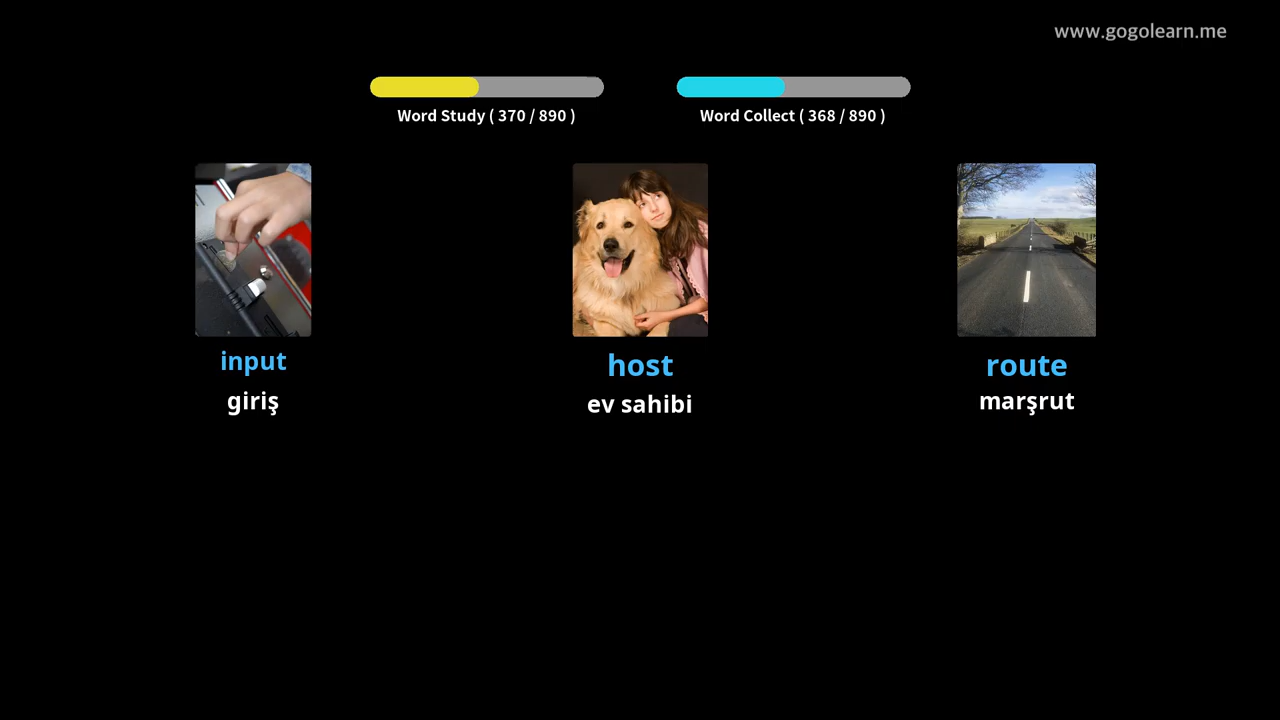 www.gogolearn.me
Word Study ( 370 / 890 )
Word Collect ( 368 / 890 )
input
giriş
host
ev sahibi
route
marşrut